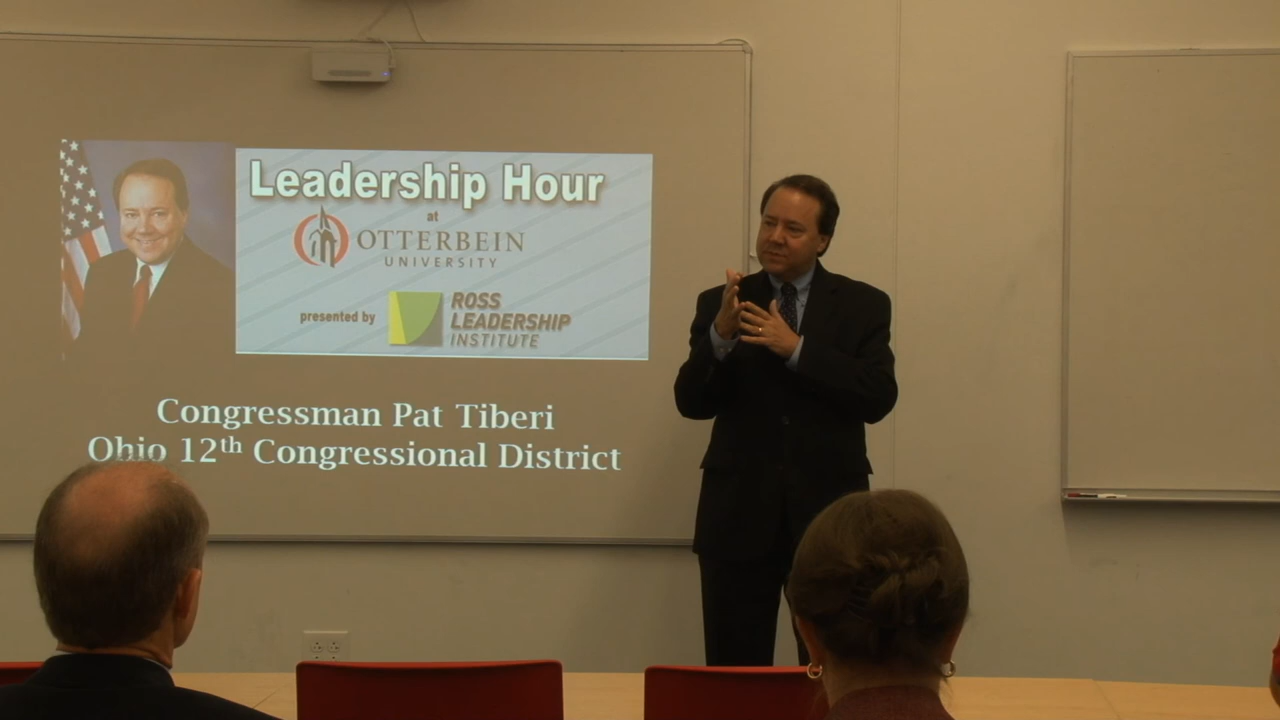 Leadership Hour
at
OTTERBEIN
UNIVERSITY
presented by
ROSS
LEADERSHIP
INSTITUTE
Congressman Pat Tiberi
Ohio 12th Congressional District